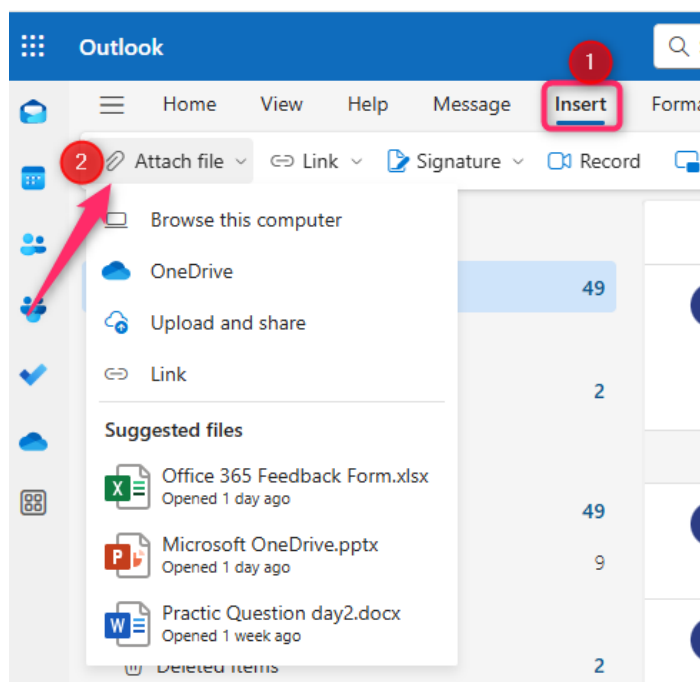 Outlook
1
Home View Help Message Insert Forma
2 Attach file Link Signature Record
Browse this computer
OneDrive
49
Upload and share
Link
2
Suggested files
Office 365 Feedback Form.xlsx
Opened 1 day ago
49
Microsoft OneDrive.pptx
Opened 1 day ago
9
Practic Question day2.docx
Opened 1 week ago
Deleted Items
2